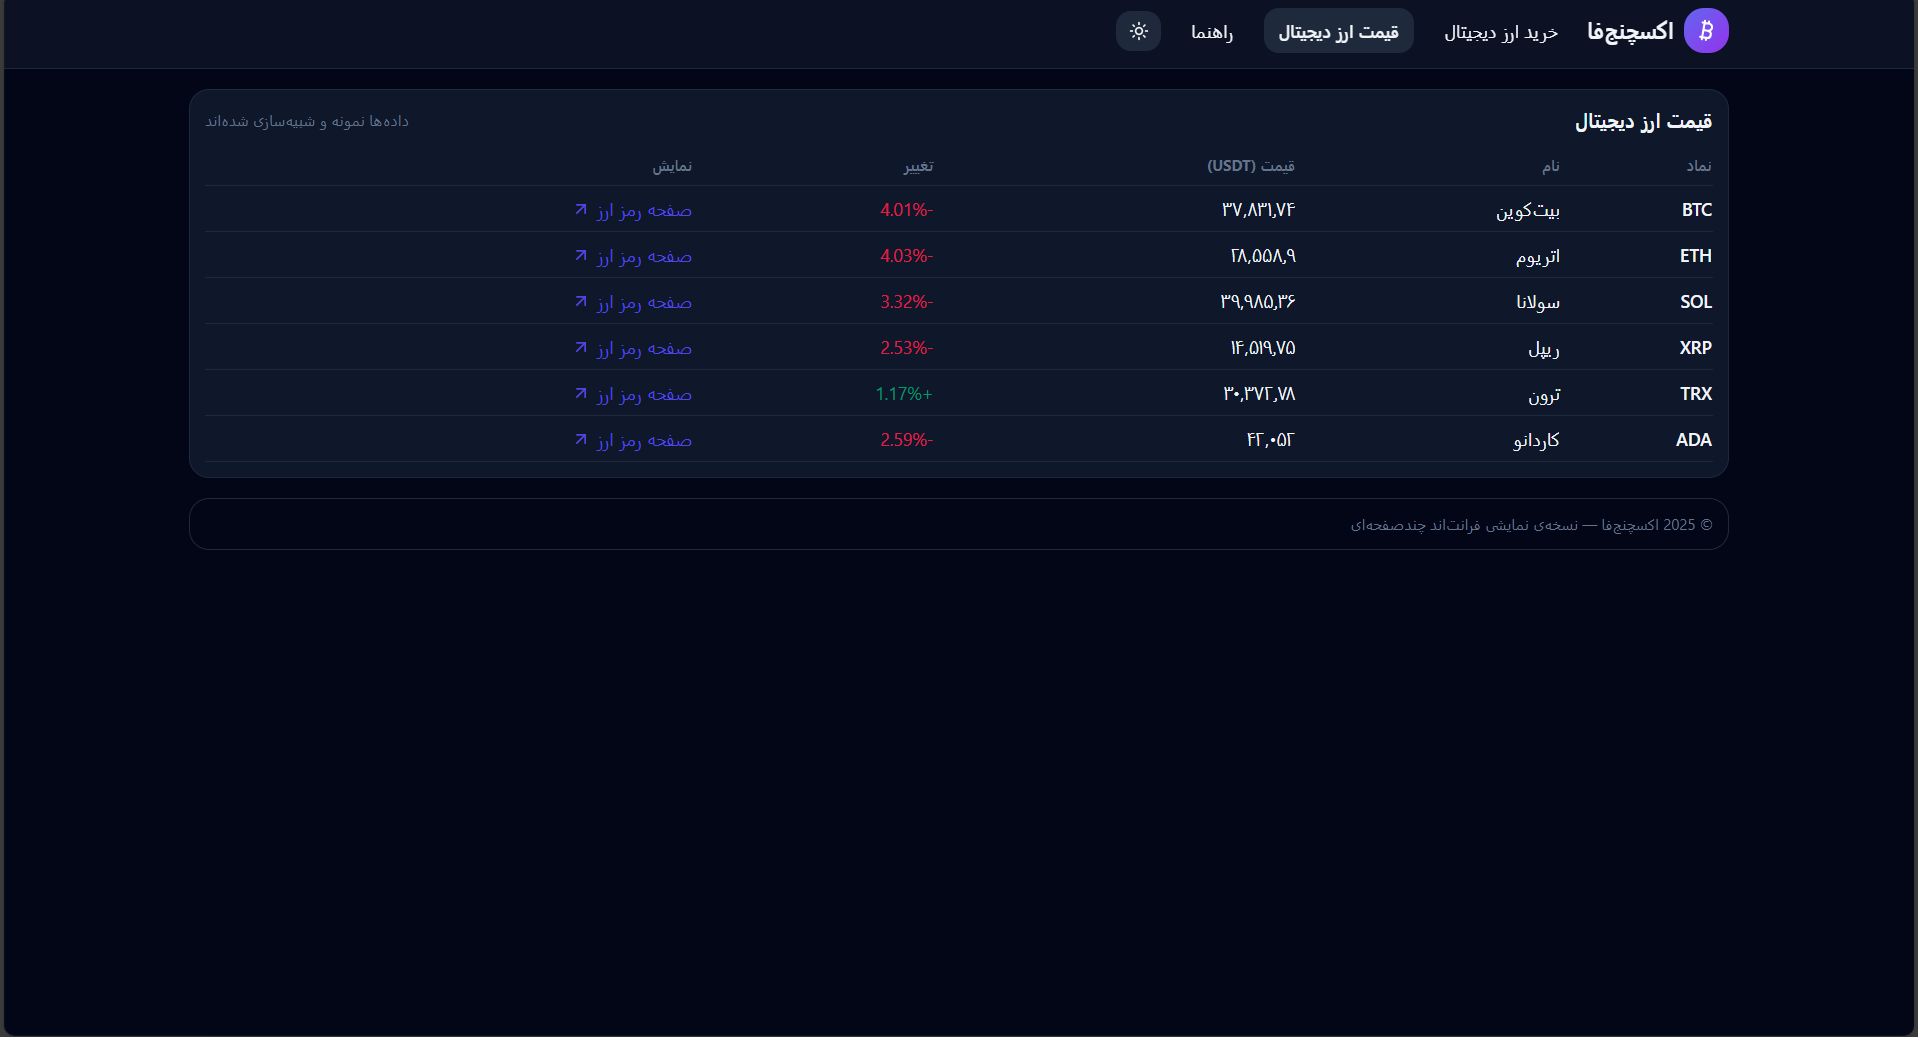 اکسچنج‌فا
خرید ارز دیجیتال
قیمت ارز دیجیتال
راهنما
قیمت ارز دیجیتال
داده‌ها نمونه و شبیه‌سازی شده‌اند
نماد نام قیمت (USDT) تغییر نمایش
BTC بیت‌کوین ۳۷,۸۳۱٫۷۴ -4.01% صفحه رمز ارز
ETH اتریوم ۲۸,۵۵۸٫۹ -4.03% صفحه رمز ارز
SOL سولانا ۳۹,۹۸۵٫۳۶ -3.32% صفحه رمز ارز
XRP ریپل ۱۴,۵۱۹٫۷۵ -2.53% صفحه رمز ارز
TRX ترون ۳۰,۳۷۲٫۷۸ +1.17% صفحه رمز ارز
ADA کاردانو ۴۲,۰۵۲ -2.59% صفحه رمز ارز
© 2025 اکسچنج‌فا — نسخه‌ی نمایشی فرانت‌اند چندصفحه‌ای